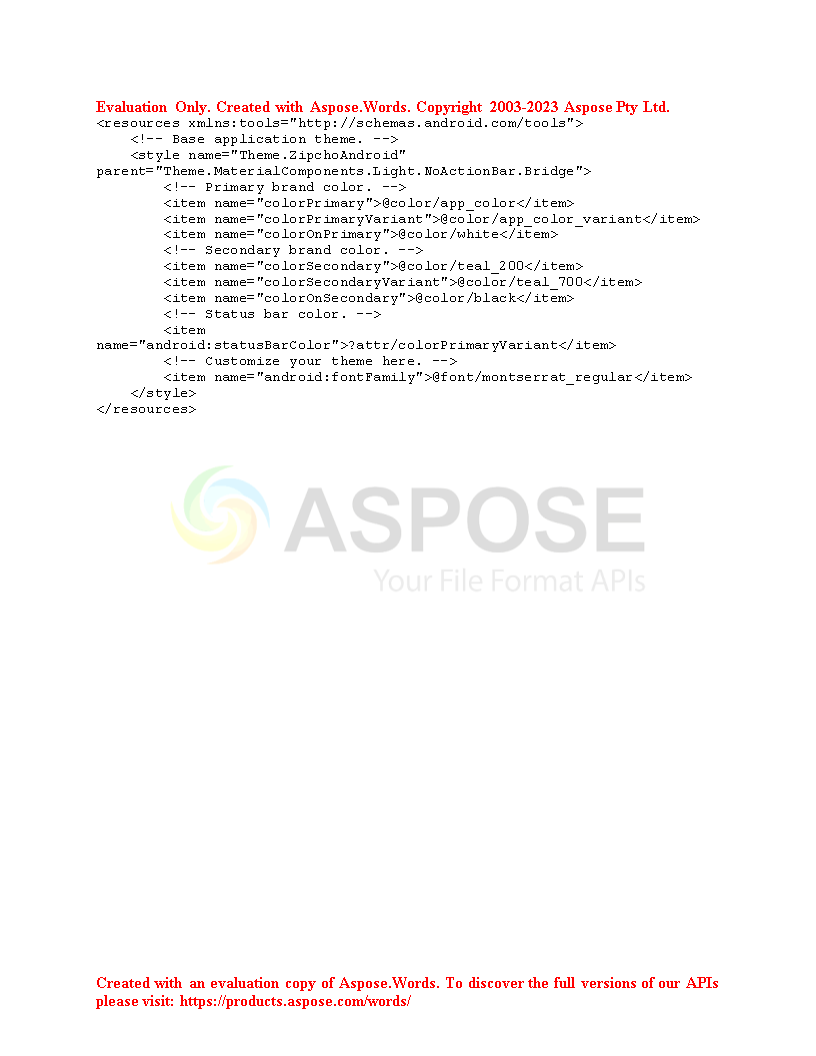 Evaluation Only. Created with Aspose.Words. Copyright 2003-2023 Aspose Pty Ltd.
<resources xmlns:tools="http://schemas.android.com/tools">
    <!-- Base application theme. -->
    <style name="Theme.ZipchoAndroid"
parent="Theme.MaterialComponents.Light.NoActionBar.Bridge">
        <!-- Primary brand color. -->
        <item name="colorPrimary">@color/app_color</item>
        <item name="colorPrimaryVariant">@color/app_color_variant</item>
        <item name="colorOnPrimary">@color/white</item>
        <!-- Secondary brand color. -->
        <item name="colorSecondary">@color/teal_200</item>
        <item name="colorSecondaryVariant">@color/teal_700</item>
        <item name="colorOnSecondary">@color/black</item>
        <!-- Status bar color. -->
        <item
name="android:statusBarColor">?attr/colorPrimaryVariant</item>
        <!-- Customize your theme here. -->
        <item name="android:fontFamily">@font/montserrat_regular</item>
    </style>
</resources>
ASPOSE
Your File Format APIs
Created with an evaluation copy of Aspose.Words. To discover the full versions of our APIs
please visit: https://products.aspose.com/words/